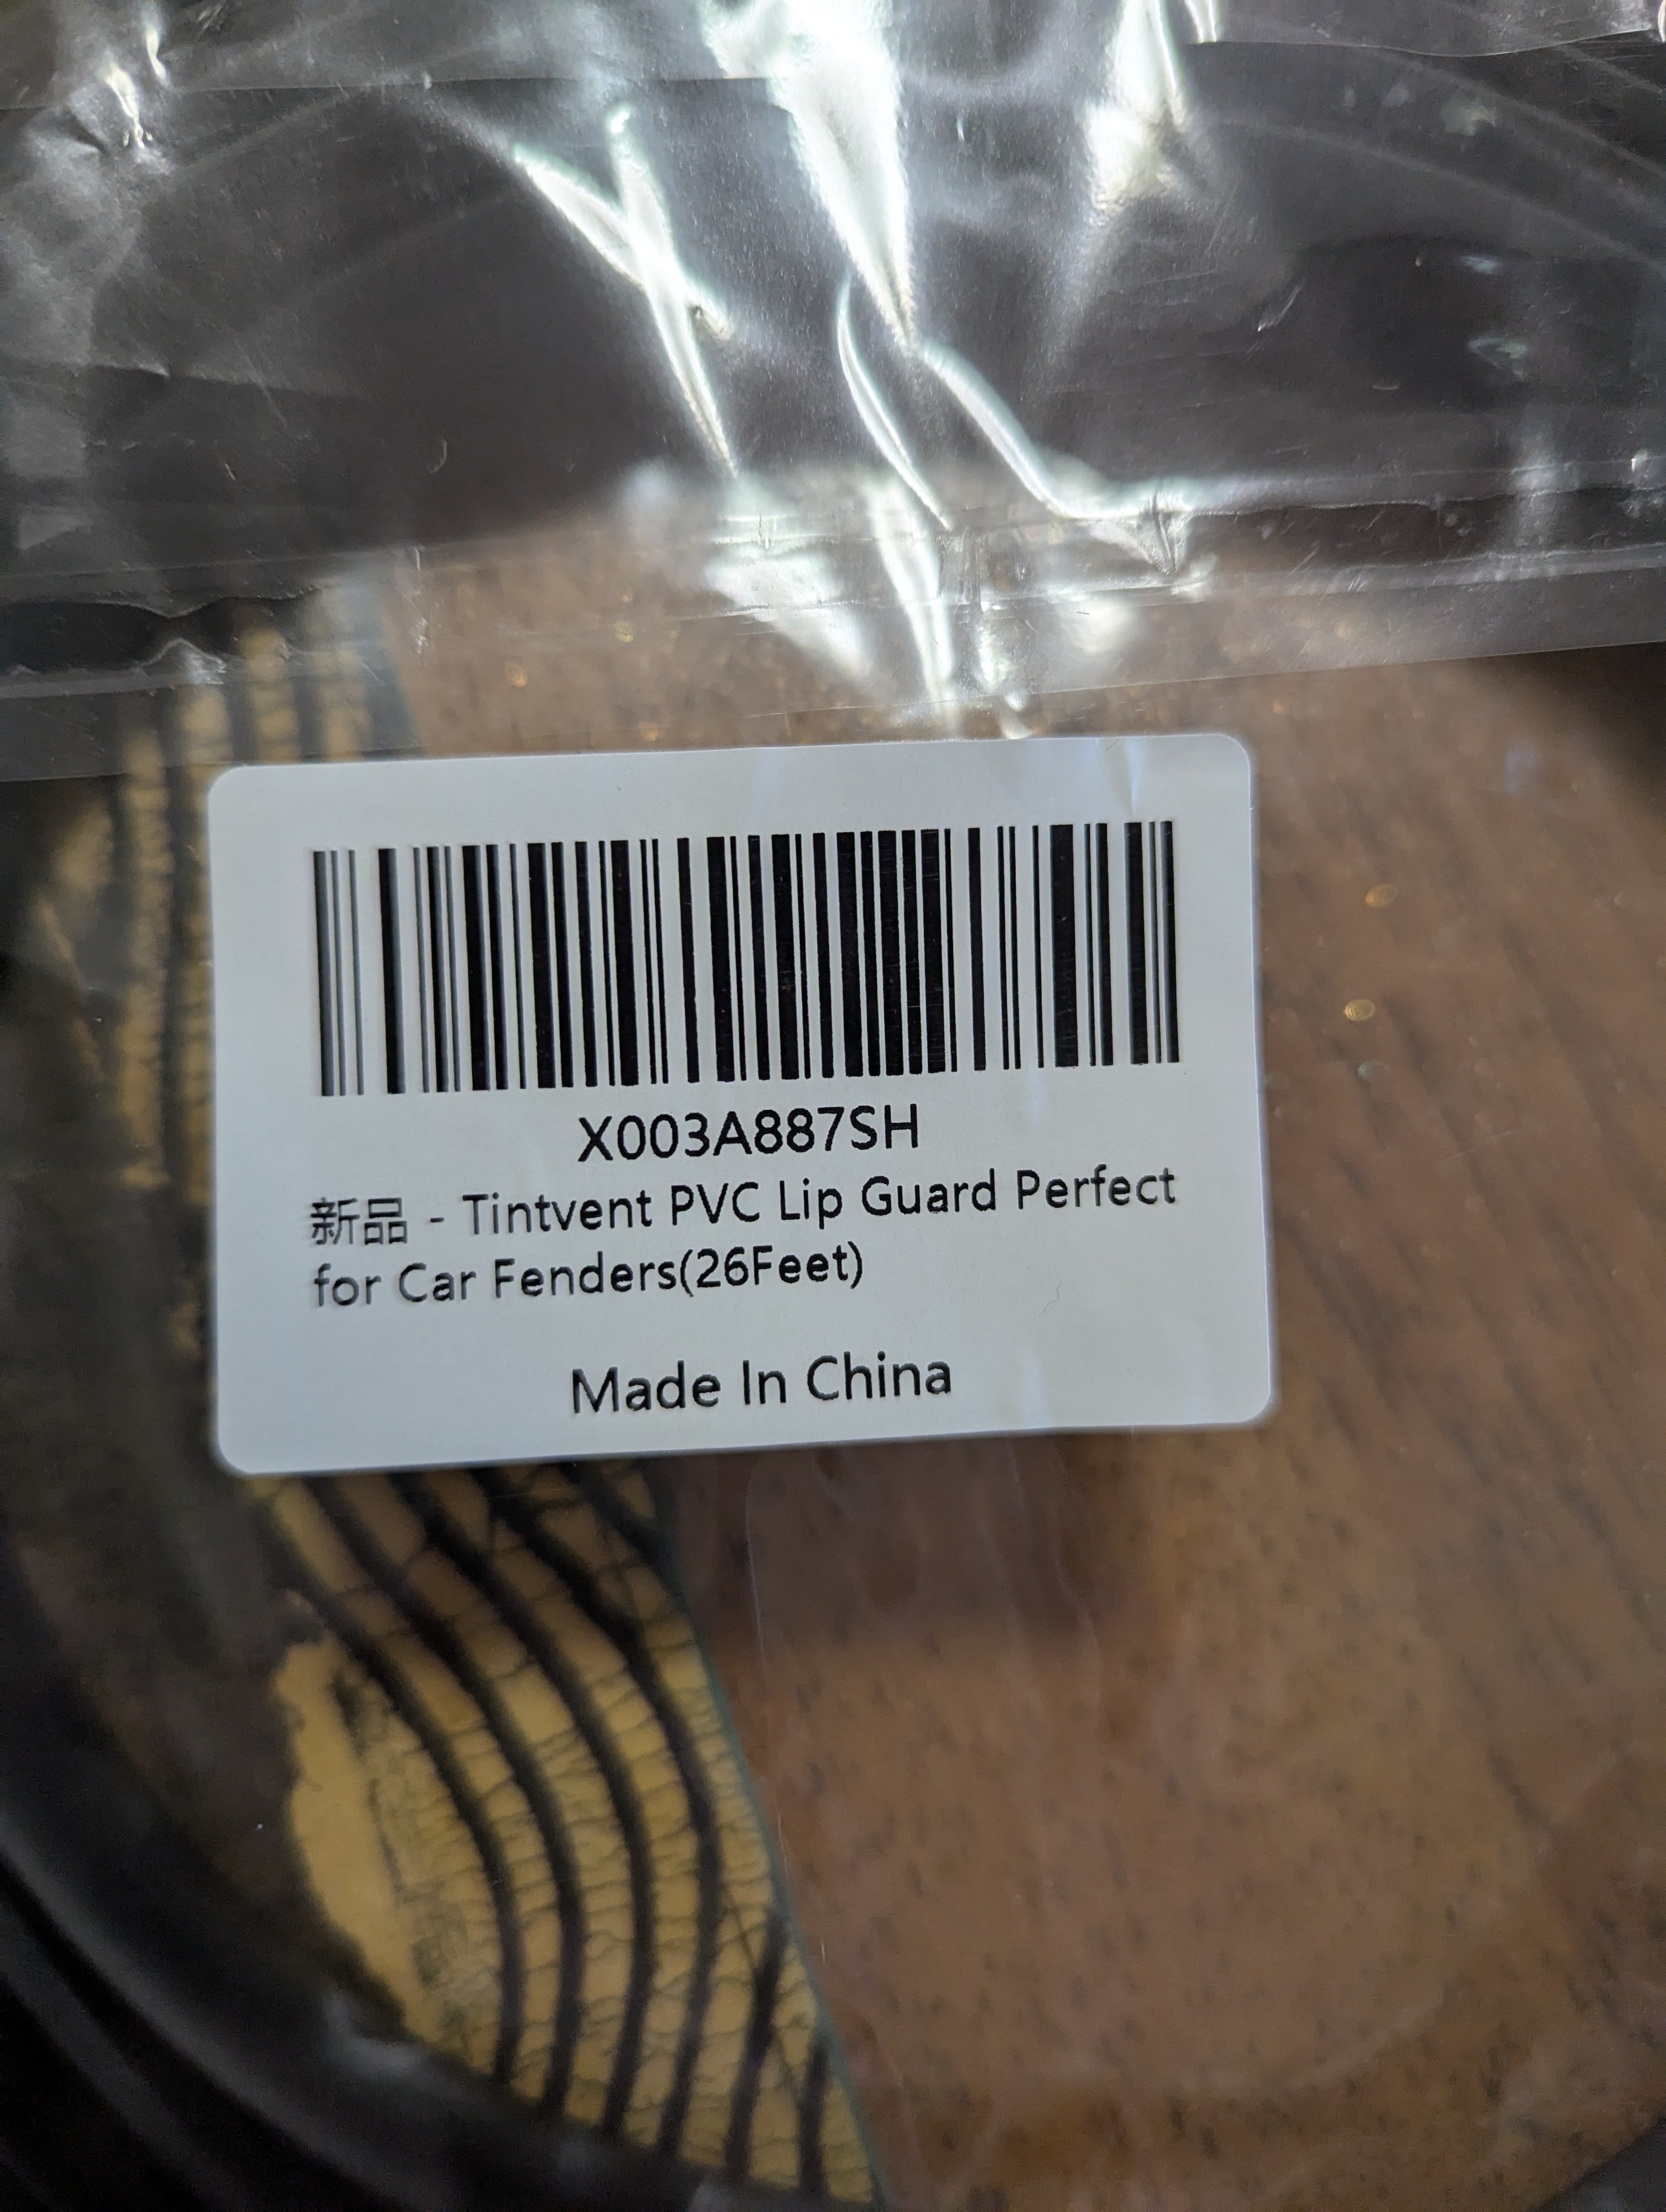 X003A887SH
新品 - Tintvent PVC Lip Guard Perfect
for Car Fenders(26Feet)
Made In China